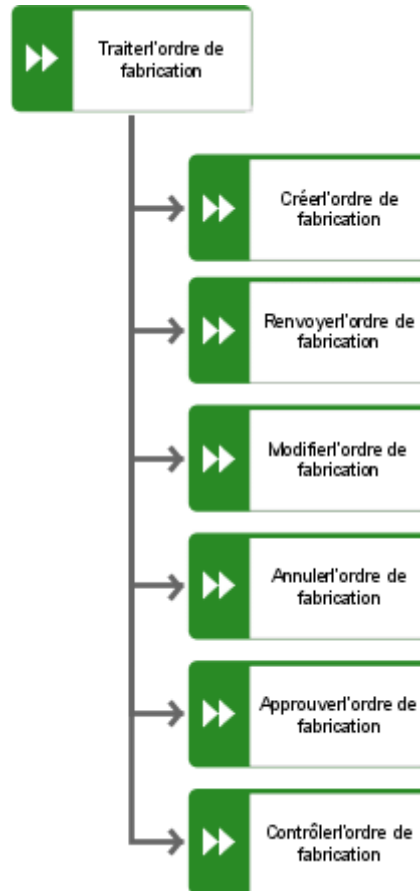 Traiterl'ordre de
fabrication
Créerl'ordre de
fabrication
Renvoyerl'ordre de
fabrication
Modifierl'ordre de
fabrication
Annulerl'ordre de
fabrication
Approuverl'ordre de
fabrication
Contrôlerl'ordre de
fabrication